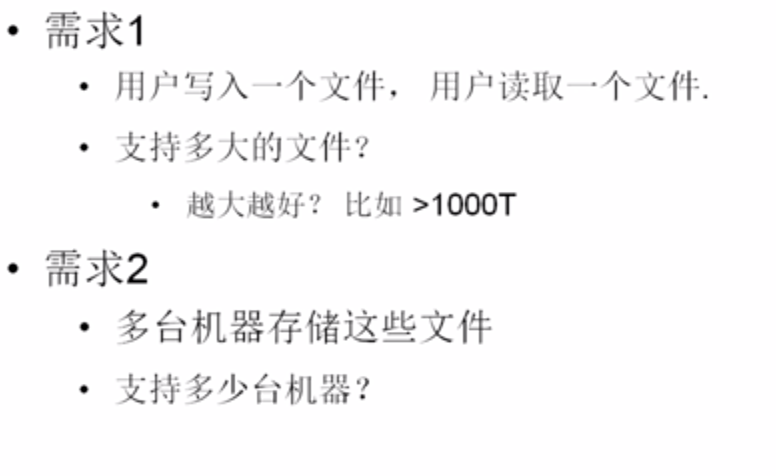 • 需求1
• 用户写入一个文件， 用户读取一个文件.
• 支持多大的文件?
• 越大越好? 比如 >1000T
• 需求2
• 多台机器存储这些文件
• 支持多少台机器?